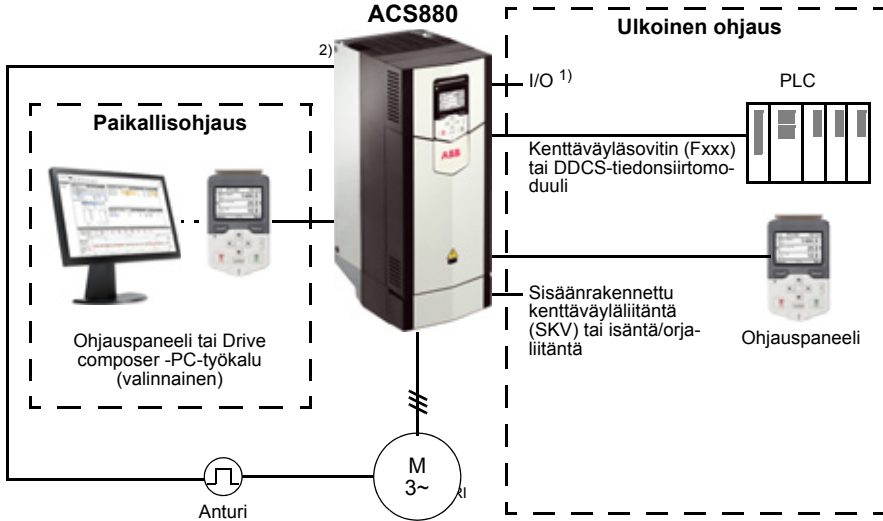 ACS880
Ulkoinen ohjaus
2)
I/O 1)
PLC
Paikallisohjaus
ABB
Kenttäväyläsovitin (Fxxx)
tai DDCS-tiedonsiirtomo-
duuli
Sisäänrakennettu
kenttäväyläliitäntä
(SKV) tai isäntä/orja-
liitäntä
Ohjauspaneeli
Ohjauspaneeli tai Drive
composer -PC-työkalu
(valinnainen)
M
3~
RI
Anturi